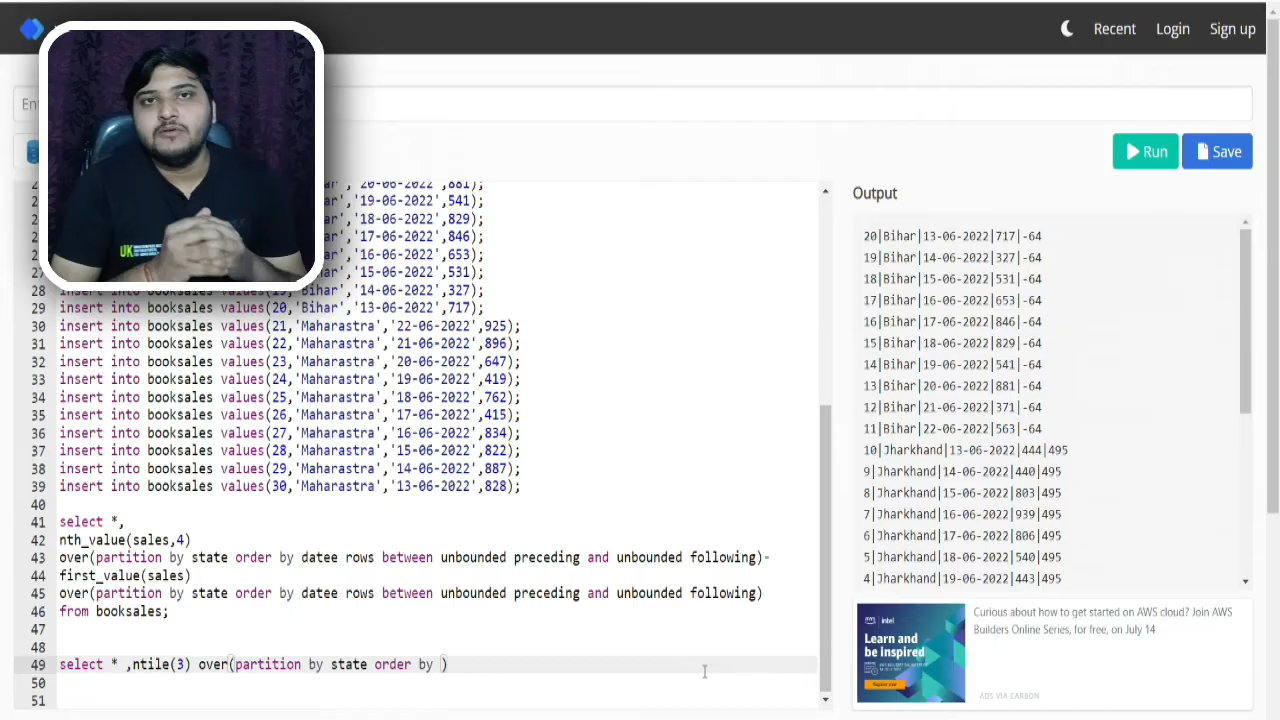 Recent
Login
Sign up
Run
Save
20-06-2022',881);
'19-06-2022',541);
'18-06-2022',829);
'17-06-2022',846);
'16-06-2022',653);
'15-06-2022',531);
28 insert into booksales values(19,'Bihar','14-06-2022',327);
29 insert into booksales values(20,'Bihar','13-06-2022',717);
30 insert into booksales values(21,'Maharastra','22-06-2022',925);
31 insert into booksales values(22,'Maharastra','21-06-2022',896);
32 insert into booksales values(23,'Maharastra','20-06-2022',647);
33 insert into booksales values(24,'Maharastra','19-06-2022',419);
34 insert into booksales values(25,'Maharastra','18-06-2022',762);
35 insert into booksales values(26,'Maharastra','17-06-2022',415);
36 insert into booksales values(27,'Maharastra','16-06-2022',834);
37 insert into booksales values(28,'Maharastra','15-06-2022',822);
38 insert into booksales values(29,'Maharastra','14-06-2022',887);
39 insert into booksales values(30,'Maharastra','13-06-2022',828);
40
41 select *,
42 nth_value(sales,4)
43 over(partition by state order by datee rows between unbounded preceding and unbounded following)-
44 first_value(sales)
45 over(partition by state order by datee rows between unbounded preceding and unbounded following)
46 from booksales;
47
48
49 select * ,ntile(3) over(partition by state order by )
50
51
UK
Output
20|Bihar|13-06-2022|717|-64
19|Bihar|14-06-2022|327|-64
18|Bihar|15-06-2022|531|-64
17|Bihar|16-06-2022|653|-64
16|Bihar|17-06-2022|846|-64
15|Bihar|18-06-2022|829|-64
14|Bihar|19-06-2022|541|-64
13|Bihar|20-06-2022|881|-64
12|Bihar|21-06-2022|371|-64
11|Bihar|22-06-2022|563|-64
10|Jharkhand|13-06-2022|444|495
9|Jharkhand|14-06-2022|440|495
8|Jharkhand|15-06-2022|803|495
7|Jharkhand|16-06-2022|939|495
6|Jharkhand|17-06-2022|806|495
5|Jharkhand|18-06-2022|540|495
4|Jharkhand|19-06-2022|443|495
aws intel
Learn and
be inspired
Curious about how to get started on AWS cloud? Join AWS
Builders Online Series, for free, on July 14
ADS VIA CARBON